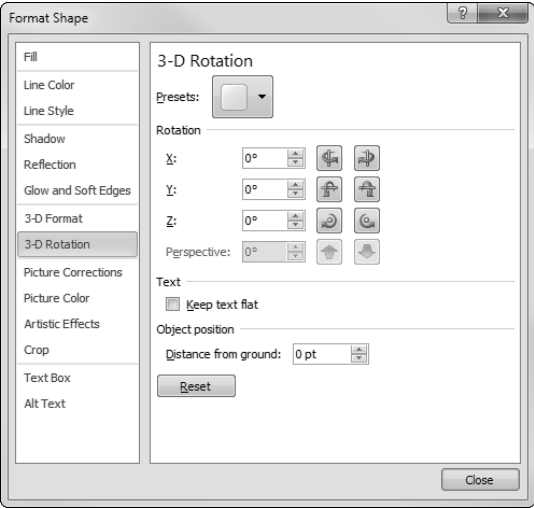 Format Shape
Fill
Line Color
Line Style
Shadow
Reflection
Glow and Soft Edges
3-D Format
3-D Rotation
Picture Corrections
Picture Color
Artistic Effects
Crop
Text Box
Alt Text
3-D Rotation
Presets:
Rotation
X: 0°
Y: 0°
Z: 0°
Perspective: 0°
Text
Keep text flat
Object position
Distance from ground: 0 pt
Reset
Close